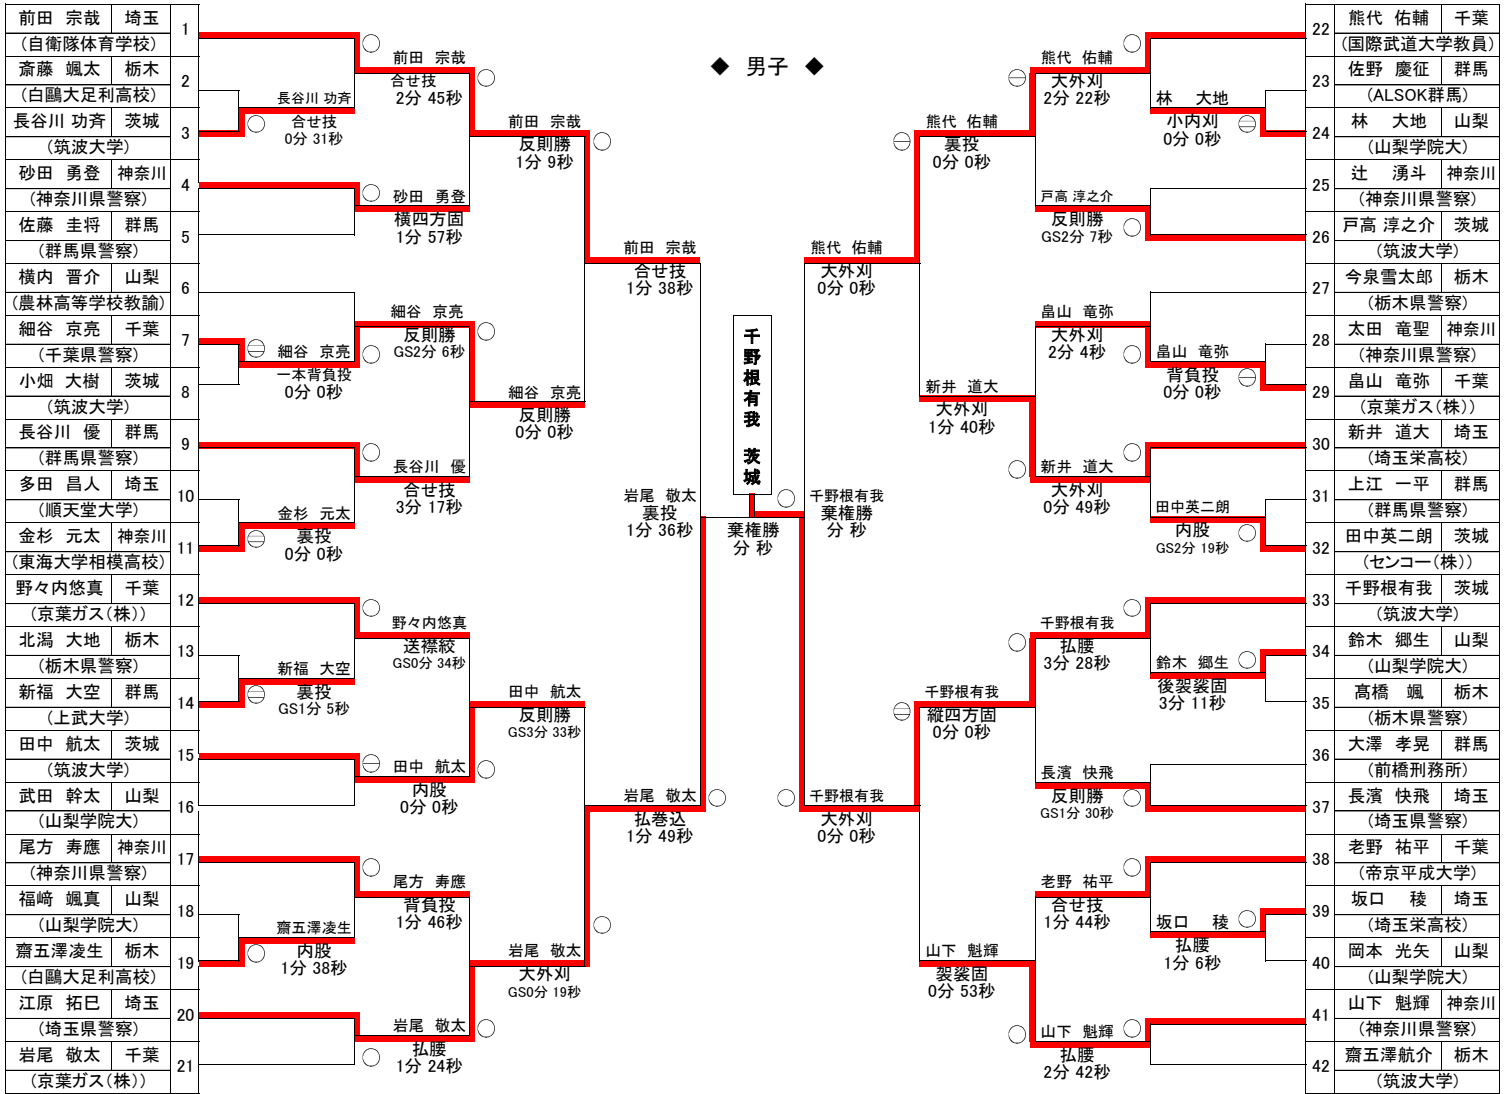 ◆ 男子 ◆
前田 宗哉 埼玉
1
(自衛隊体育学校)
斎藤 颯太 栃木
2
(白鷗大足利高校)
長谷川 功斉 茨城
3
(筑波大学)
砂田 勇登 神奈川
4
(神奈川県警察)
佐藤 圭将 群馬
5
(群馬県警察)
横内 晋介 山梨
6
(農林高等学校教諭)
細谷 京亮 千葉
7
(千葉県警察)
小畑 大樹 茨城
8
(筑波大学)
長谷川 優 群馬
9
(群馬県警察)
多田 昌人 埼玉
10
(順天堂大学)
金杉 元太 神奈川
11
(東海大学相模高校)
野々内悠真 千葉
12
(京葉ガス(株))
北潟 大地 栃木
13
(栃木県警察)
新福 大空 群馬
14
(上武大学)
田中 航太 茨城
15
(筑波大学)
武田 幹太 山梨
16
(山梨学院大)
尾方 寿應 神奈川
17
(神奈川県警察)
福﨑 颯真 山梨
18
(山梨学院大)
齋五澤凌生 栃木
19
(白鷗大足利高校)
江原 拓巳 埼玉
20
(埼玉県警察)
岩尾 敬太 千葉
21
(京葉ガス(株))
長谷川 功斉
合せ技
0分 31秒
細谷 京亮
一本背負投
0分 0秒
金杉 元太
裏投
0分 0秒
新福 大空
裏投
GS1分 5秒
齋五澤凌生
内股
1分 38秒
前田 宗哉
合せ技
2分 45秒
砂田 勇登
横四方固
1分 57秒
細谷 京亮
反則勝
GS2分 6秒
長谷川 優
合せ技
3分 17秒
野々内悠真
送襟絞
GS0分 34秒
田中 航太
内股
0分 0秒
尾方 寿應
背負投
1分 46秒
岩尾 敬太
払腰
1分 24秒
前田 宗哉
反則勝
1分 9秒
細谷 京亮
反則勝
0分 0秒
田中 航太
反則勝
GS3分 33秒
岩尾 敬太
大外刈
GS0分 19秒
前田 宗哉
合せ技
1分 38秒
岩尾 敬太
払巻込
1分 49秒
岩尾 敬太
裏投
1分 36秒
千野根有我 茨城
棄権勝
分 秒
千野根有我
棄権勝
分 秒
熊代 佑輔
大外刈
0分 0秒
千野根有我
大外刈
0分 0秒
熊代 佑輔
裏投
0分 0秒
新井 道大
大外刈
1分 40秒
千野根有我
縦四方固
0分 0秒
山下 魁輝
袈裟固
0分 53秒
熊代 佑輔
大外刈
2分 22秒
戸高 淳之介
反則勝
GS2分 7秒
畠山 竜弥
大外刈
2分 4秒
新井 道大
大外刈
0分 49秒
千野根有我
払腰
3分 28秒
長濱 快飛
反則勝
GS1分 30秒
老野 祐平
合せ技
1分 44秒
山下 魁輝
払腰
2分 42秒
林 大地
小内刈
0分 0秒
畠山 竜弥
背負投
0分 0秒
田中英二朗
内股
GS2分 19秒
鈴木 郷生
後袈裟固
3分 11秒
坂口 稜
払腰
1分 6秒
22
熊代 佑輔 千葉
(国際武道大学教員)
23
佐野 慶征 群馬
(ALSOK群馬)
24
林 大地 山梨
(山梨学院大)
25
辻 湧斗 神奈川
(神奈川県警察)
26
戸高 淳之介 茨城
(筑波大学)
27
今泉雪太郎 栃木
(栃木県警察)
28
太田 竜聖 神奈川
(神奈川県警察)
29
畠山 竜弥 千葉
(京葉ガス(株))
30
新井 道大 埼玉
(埼玉栄高校)
31
上江 一平 群馬
(群馬県警察)
32
田中英二朗 茨城
(センコー(株))
33
千野根有我 茨城
(筑波大学)
34
鈴木 郷生 山梨
(山梨学院大)
35
髙橋 颯 栃木
(栃木県警察)
36
大澤 孝晃 群馬
(前橋刑務所)
37
長濱 快飛 埼玉
(埼玉県警察)
38
老野 祐平 千葉
(帝京平成大学)
39
坂口 稜 埼玉
(埼玉栄高校)
40
岡本 光矢 山梨
(山梨学院大)
41
山下 魁輝 神奈川
(神奈川県警察)
42
齋五澤航介 栃木
(筑波大学)